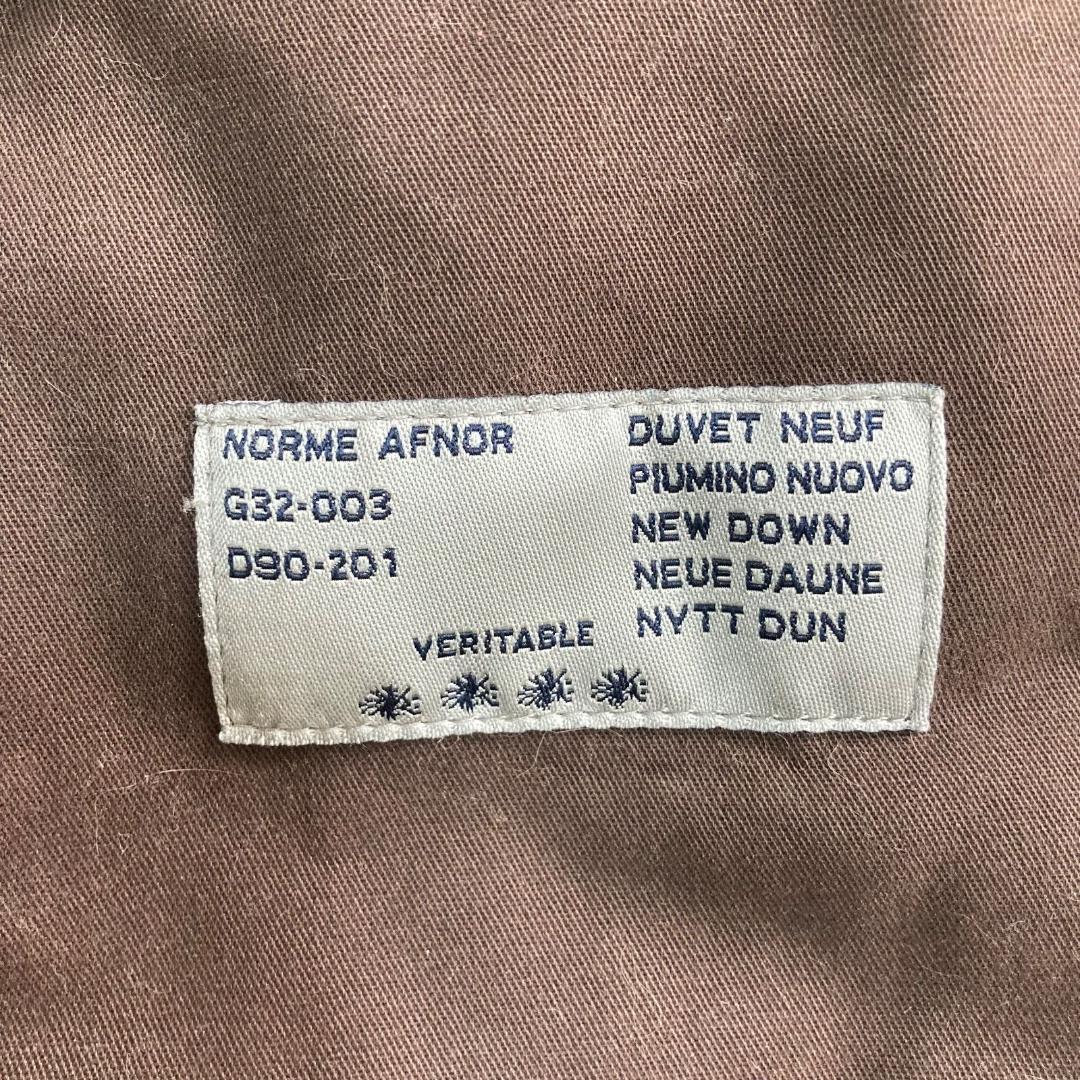 NORME AFNOR
G32-003
D90-201
VERITABLE
DUVET NEUF
PIUMINO NUOVO
NEW DOWN
NEUE DAUNE
NYTT DUN